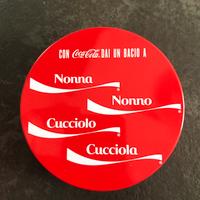 CON Coca-Cola. DAI UN BACIO A
Nonna
Nonno
Cucciolo
Cucciola